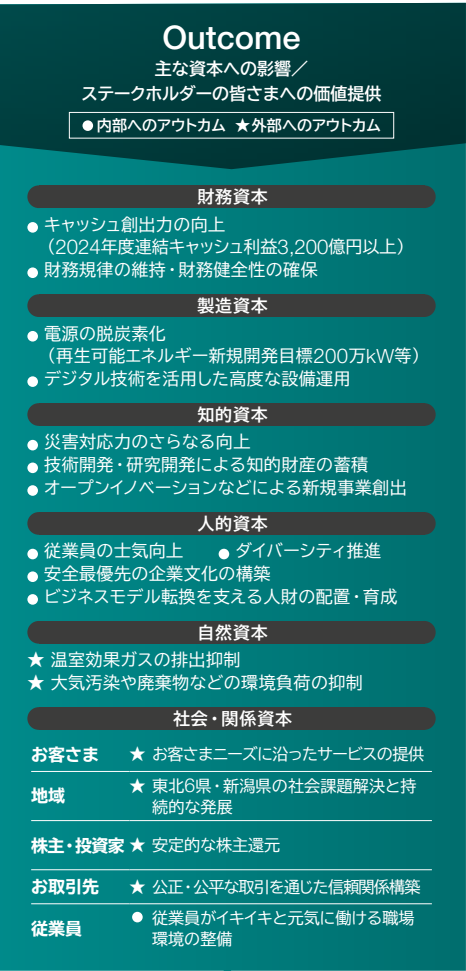 Outcome
主な資本への影響／
ステークホルダーの皆さまへの価値提供
●内部へのアウトカム ★外部へのアウトカム
財務資本
● キャッシュ創出力の向上
（2024年度連結キャッシュ利益3,200億円以上）
● 財務規律の維持・財務健全性の確保
製造資本
● 電源の脱炭素化
（再生可能エネルギー新規開発目標200万kW等）
● デジタル技術を活用した高度な設備運用
知的資本
● 災害対応力のさらなる向上
● 技術開発・研究開発による知的財産の蓄積
● オープンイノベーションなどによる新規事業創出
人的資本
● 従業員の士気向上 ● ダイバーシティ推進
● 安全最優先の企業文化の構築
● ビジネスモデル転換を支える人財の配置・育成
自然資本
★ 温室効果ガスの排出抑制
★ 大気汚染や廃棄物などの環境負荷の抑制
社会・関係資本
お客さま ★ お客さまニーズに沿ったサービスの提供
地域 ★ 東北6県・新潟県の社会課題解決と持
続的な発展
株主・投資家 ★ 安定的な株主還元
お取引先 ★ 公正・公平な取引を通じた信頼関係構築
従業員 ● 従業員がイキイキと元気に働ける職場
環境の整備